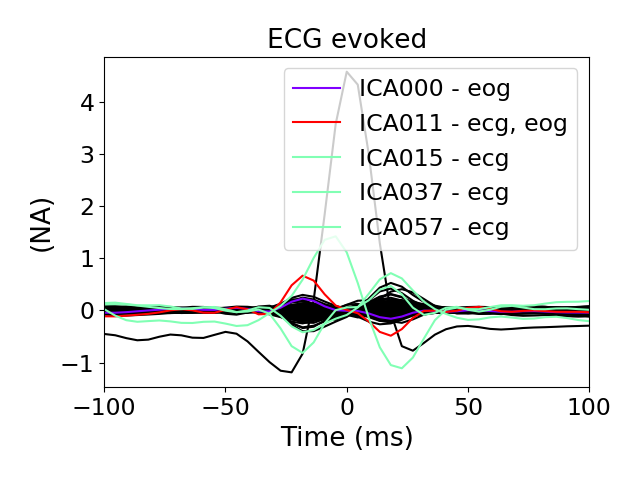 ECG evoked
(NA)
4
3
2
1
0
−1
ICA000 - eog
ICA011 - ecg, eog
ICA015 - ecg
ICA037 - ecg
ICA057 - ecg
−100
−50
0
50
100
Time (ms)